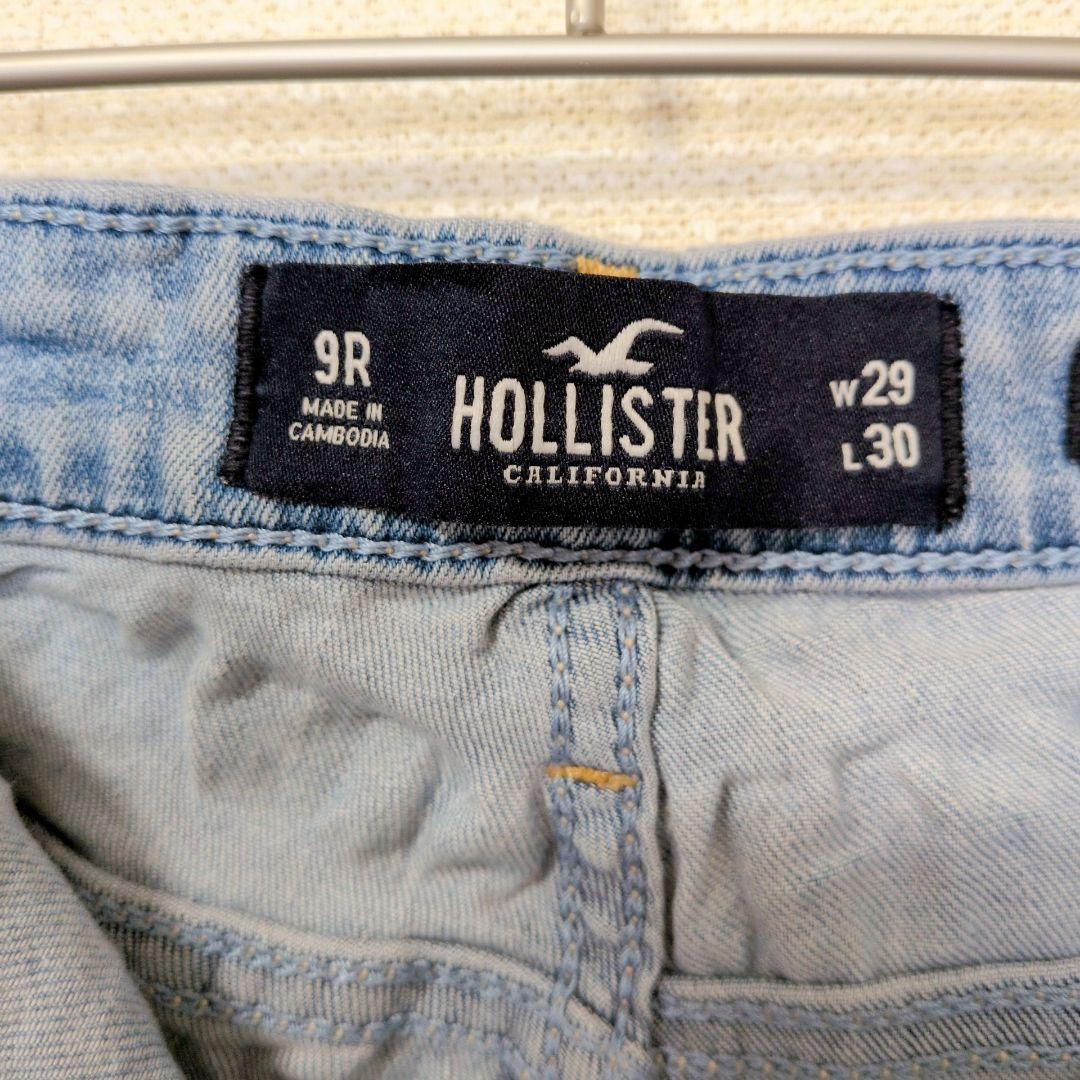 9R
MADE IN
CAMBODIA
HOLLISTER
CALIFORNIA
W29
L30